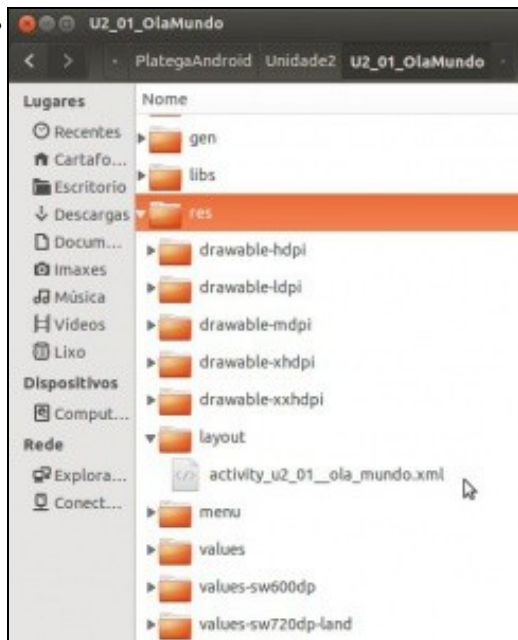 U2_01_OlaMundo
PlategaAndroid Unidade2 U2_01_OlaMundo
Lugares
Recentes
Cartafo...
Escritorio
Descargas
Docum...
Imaxes
Música
Vídeos
Lixo
Dispositivos
Comput...
Rede
Explora...
Conect...
Nome
gen
libs
res
drawable-hdpi
drawable-ldpi
drawable-mdpi
drawable-xhdpi
drawable-xxhdpi
layout
activity_u2_01__ola_mundo.xml
menu
values
values-sw600dp
values-sw720dp-land